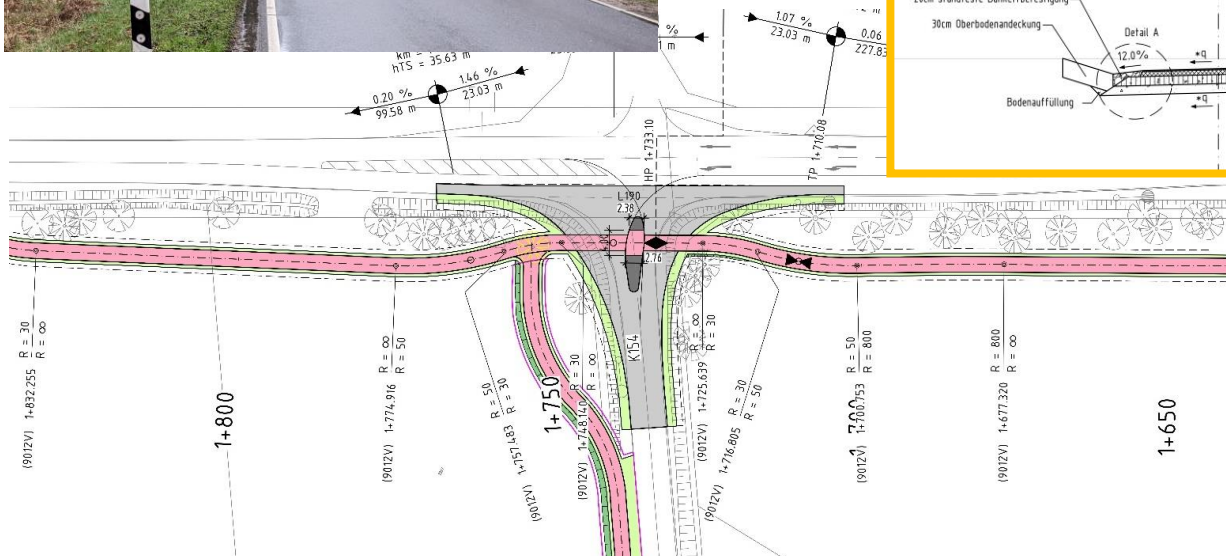 km =
hTS = 35.63 m
0.20 %
99.58 m
1.46 %
23.03 m
1 m
1.07 %
23.03 m
0.06
227.83
HP 1+733.10
TP 1+710.08
30cm Oberbodenandeckung
Detail A
12.0%
*q
Bodenauffüllung
*q
2.38
2.76
K154
(9012V) 1+832.255
R = 30
R = ∞
1+800
(9012V) 1+774.916
R = ∞
R = 50
(9012V) 1+757.483
R = 50
R = 30
1+750
(9012V) 1+748.140
R = 30
R = ∞
(9012V) 1+725.639
R = ∞
R = 30
(9012V) 1+716.805
R = 30
R = 50
(9012V) 1+700.753
R = 50
R = 800
(9012V) 1+677.320
R = 800
R = ∞
1+650